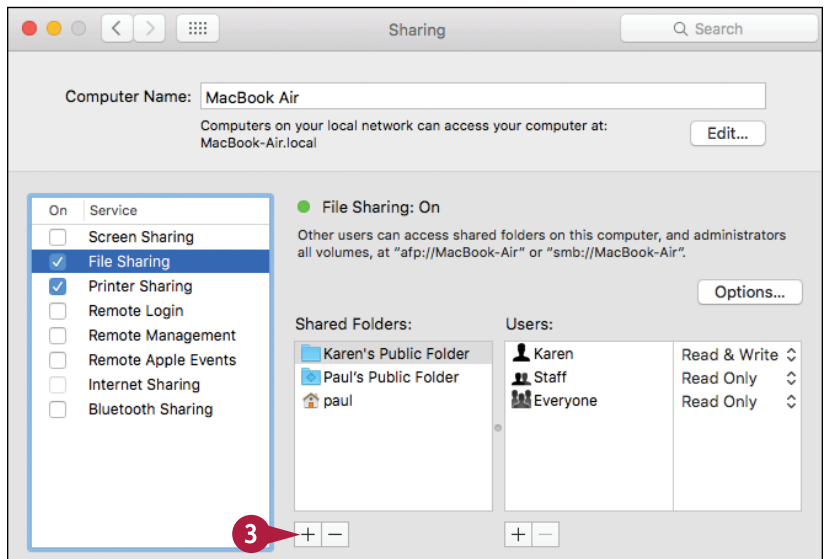 Sharing
Search
Computer Name: MacBook Air
Computers on your local network can access your computer at:
MacBook-Air.local
Edit...
On Service
Screen Sharing
File Sharing
Printer Sharing
Remote Login
Remote Management
Remote Apple Events
Internet Sharing
Bluetooth Sharing
File Sharing: On
Other users can access shared folders on this computer, and administrators
all volumes, at “afp://MacBook-Air” or “smb://MacBook-Air”.
Options...
Shared Folders:
Karen's Public Folder
Paul's Public Folder
paul
Users:
Karen Read & Write
Staff Read Only
Everyone Read Only
3
+ −
+ −